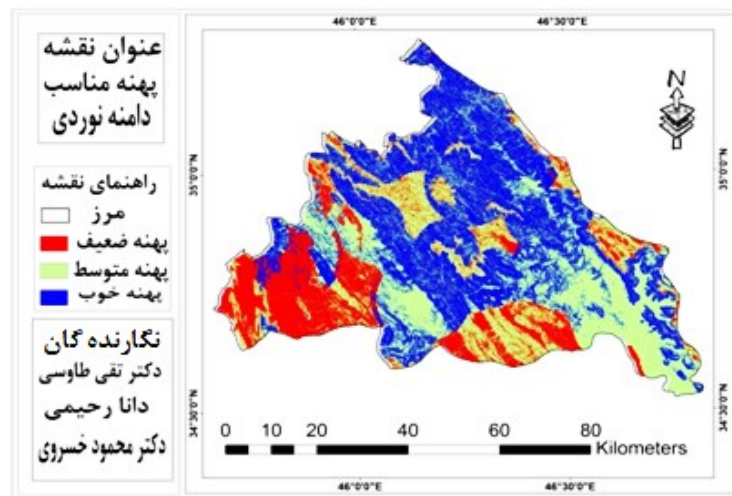 عنوان نقشه
پهنه مناسب
دامنه نوردی
راهنمای نقشه
مرز
پهنه ضعیف
پهنه متوسط
پهنه خوب
نگارنده گان
دکتر تقی طاوسی
دانا رحیمی
دکتر محمود خسروی
46°0'0"E 46°30'0"E
N
35°0'0"N 35°0'0"N
34°30'0"N 34°30'0"N
0 5 10 20 40 60 80
Kilometers
46°0'0"E 46°30'0"E